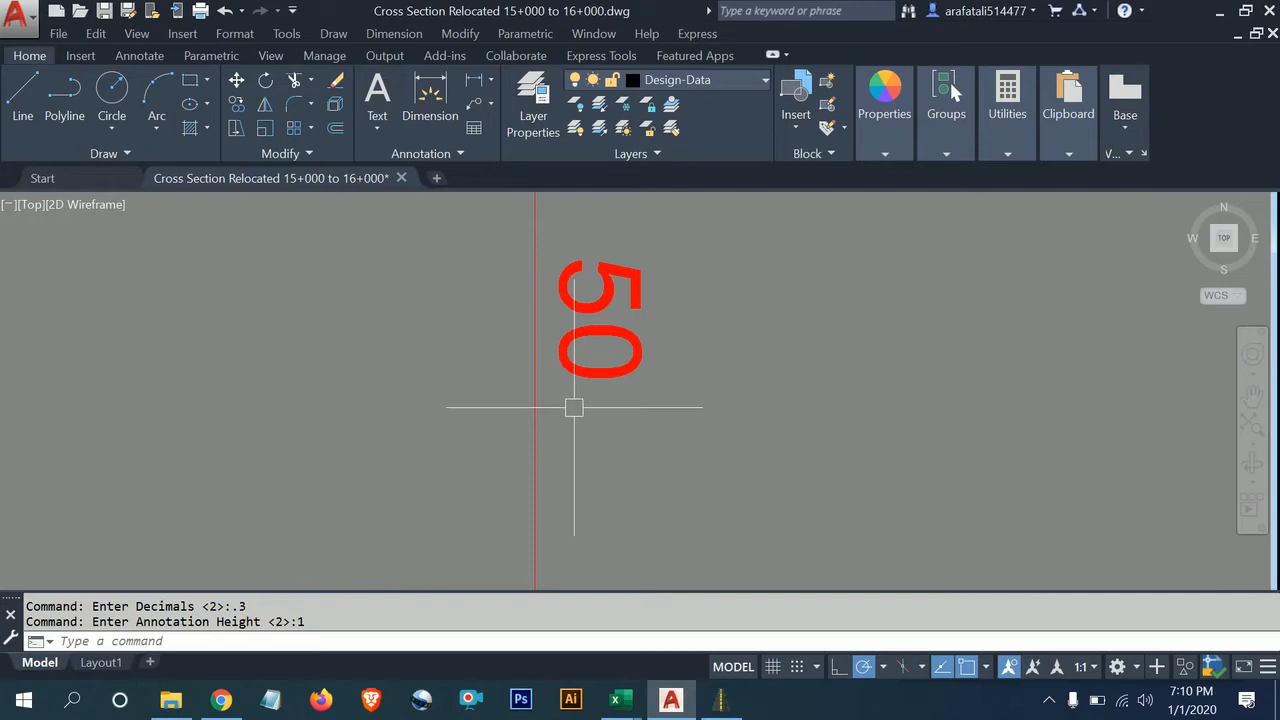 Cross Section Relocated 15+000 to 16+000.dwg
Type a keyword or phrase
arafatali514477
File Edit View Insert Format Tools Draw Dimension Modify Parametric Window Help Express
Home Insert Annotate Parametric View Manage Output Add-ins Collaborate Express Tools Featured Apps
Design-Data
Line Polyline Circle Arc Text Dimension Layer Properties Insert Properties Groups Utilities Clipboard Base
Draw Modify Annotation Layers Block V...
Start Cross Section Relocated 15+000 to 16+000*
[−][Top][2D Wireframe]
N
W TOP E
S
WCS
50
Command: Enter Decimals <2>:.3
Command: Enter Annotation Height <2>:1
Type a command
Model Layout1
MODEL 1:1
Ps Ai
7:10 PM
1/1/2020